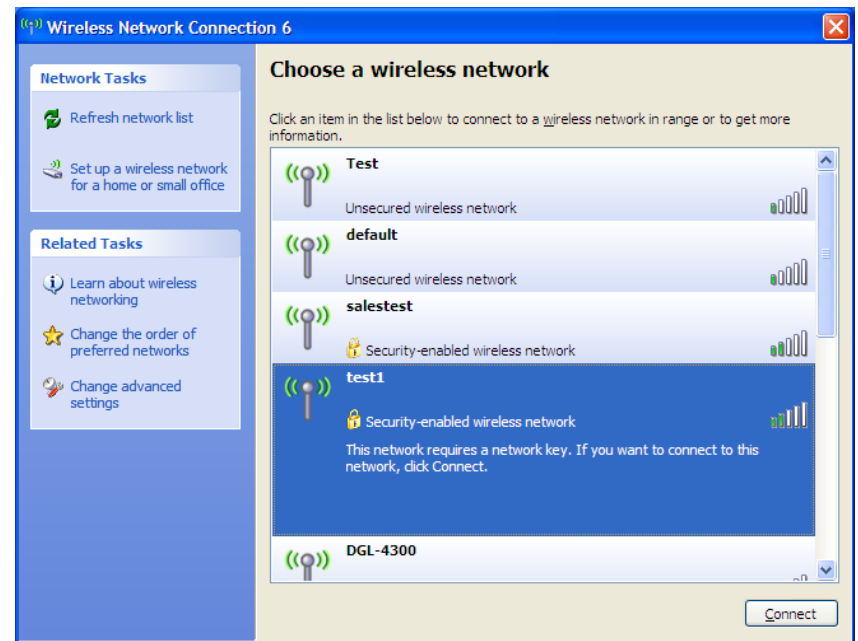 Wireless Network Connection 6
Network Tasks
Refresh network list
Set up a wireless network
for a home or small office
Related Tasks
Learn about wireless
networking
Change the order of
preferred networks
Change advanced
settings
Choose a wireless network
Click an item in the list below to connect to a wireless network in range or to get more
information.
Test
Unsecured wireless network
default
Unsecured wireless network
salestest
Security-enabled wireless network
test1
Security-enabled wireless network
This network requires a network key. If you want to connect to this
network, click Connect.
DGL-4300
Connect